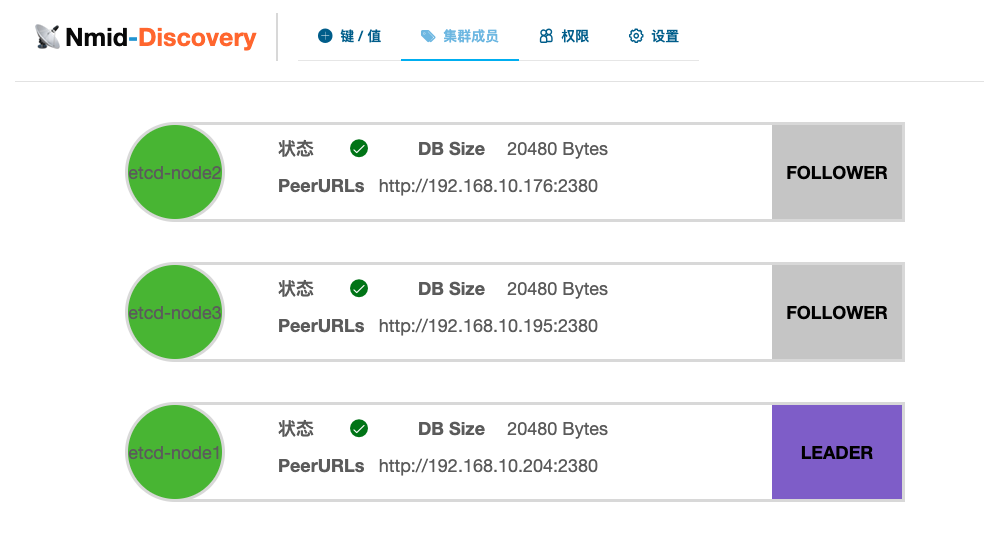 Nmid-Discovery 键 / 值 集群成员 权限 设置
etcd-node2 状态 DB Size 20480 Bytes FOLLOWER
PeerURLs http://192.168.10.176:2380
etcd-node3 状态 DB Size 20480 Bytes FOLLOWER
PeerURLs http://192.168.10.195:2380
etcd-node1 状态 DB Size 20480 Bytes LEADER
PeerURLs http://192.168.10.204:2380